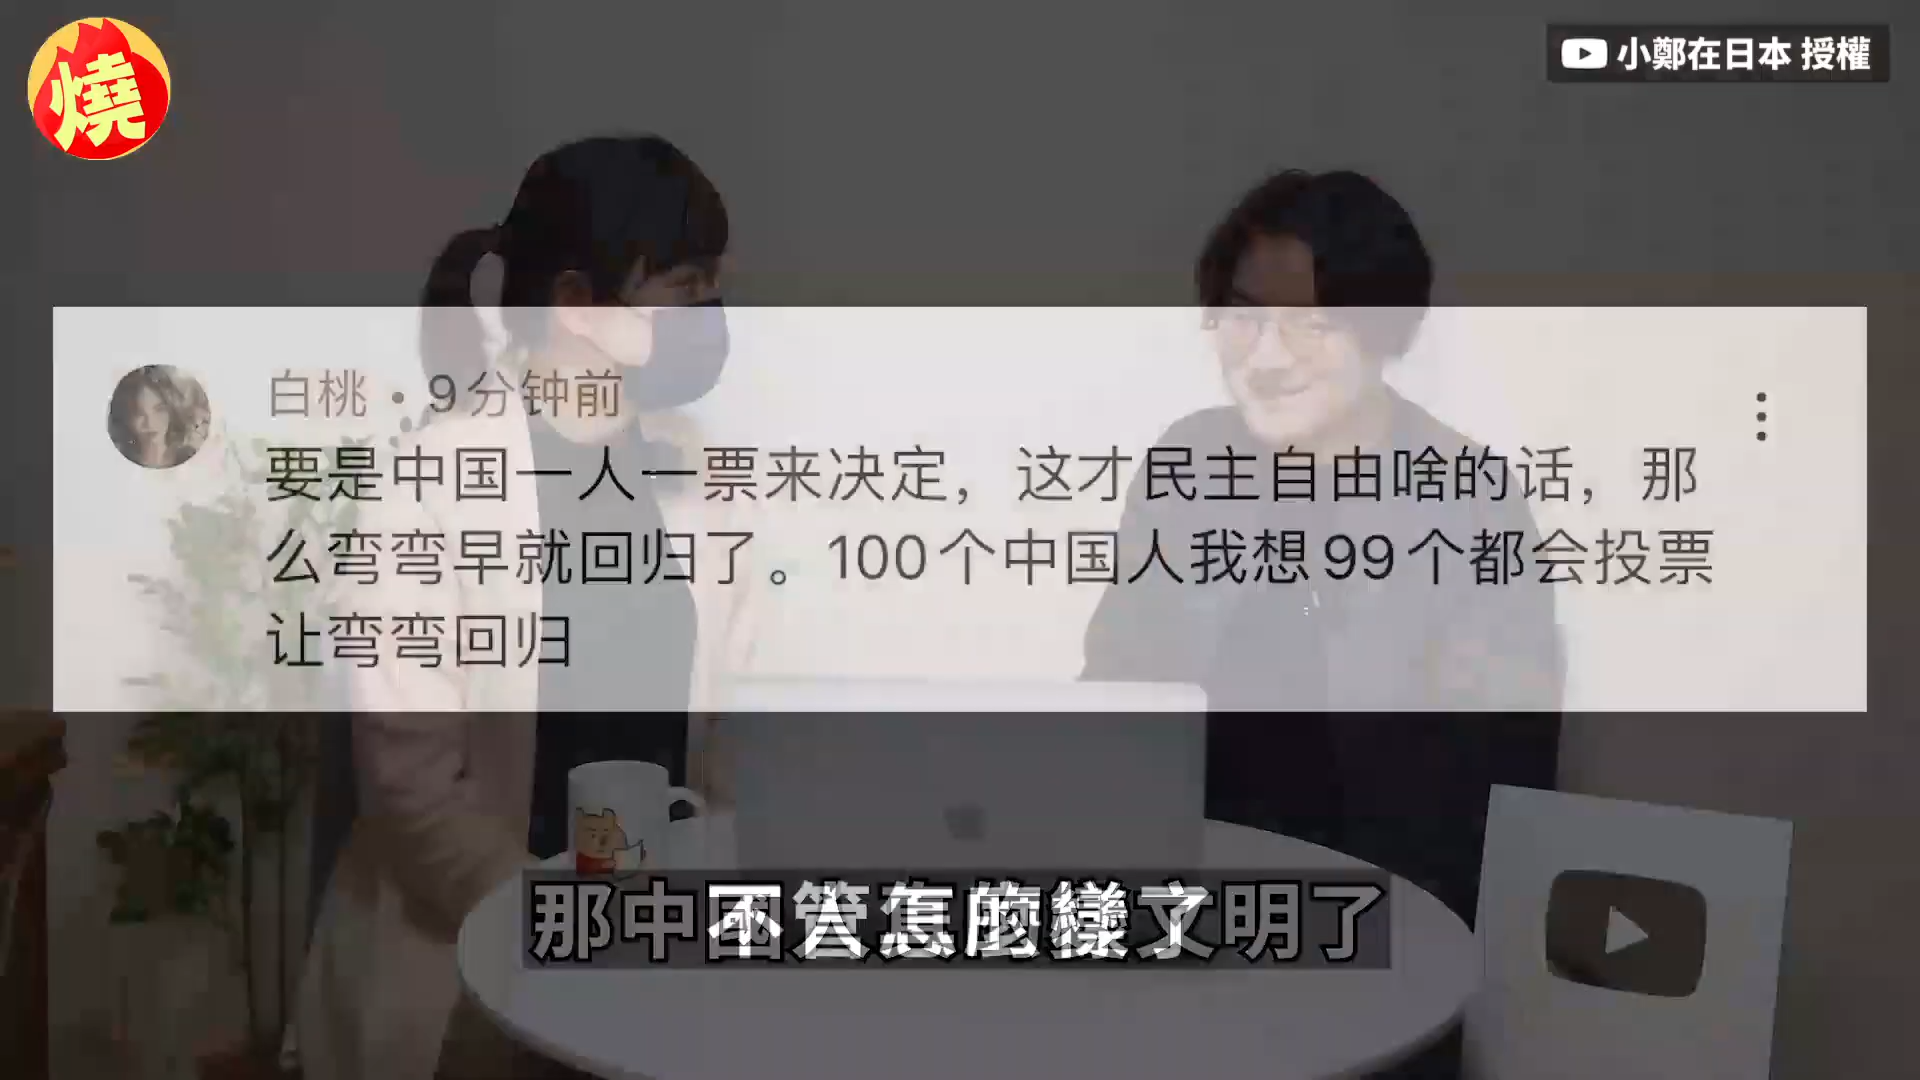 燒
小鄭在日本 授權
白桃・9分钟前
要是中国一人一票来决定，这才民主自由啥的话，那
么弯弯早就回归了。100个中国人我想99个都会投票
让弯弯回归